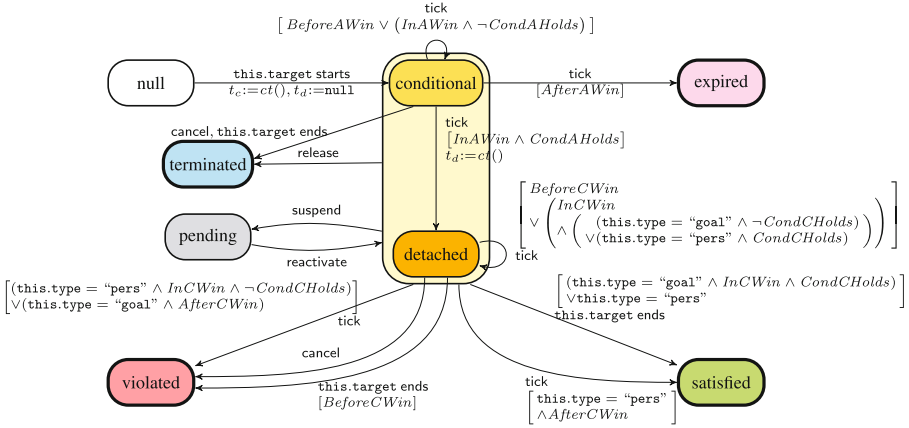 tick
[ BeforeAWin ∨ (InAWin ∧ ¬CondAHolds) ]
null
this.target starts
t_c:=ct(), t_d:=null
conditional
tick
[AfterAWin]
expired
tick
[InAWin ∧ CondAHolds]
t_d:=ct()
cancel, this.target ends
release
terminated
suspend
pending
reactivate
detached
tick
[ BeforeCWin
∨ ( InCWin
∧ ( (this.type = “goal” ∧ ¬CondCHolds)
∨(this.type = “pers” ∧ CondCHolds) ) ) ]
[(this.type = “pers” ∧ InCWin ∧ ¬CondCHolds)
∨(this.type = “goal” ∧ AfterCWin) ]
tick
[(this.type = “goal” ∧ InCWin ∧ CondCHolds)
∨this.type = “pers” ]
this.target ends
cancel
violated
this.target ends
[BeforeCWin]
tick
[ this.type = “pers”
∧AfterCWin ]
satisfied